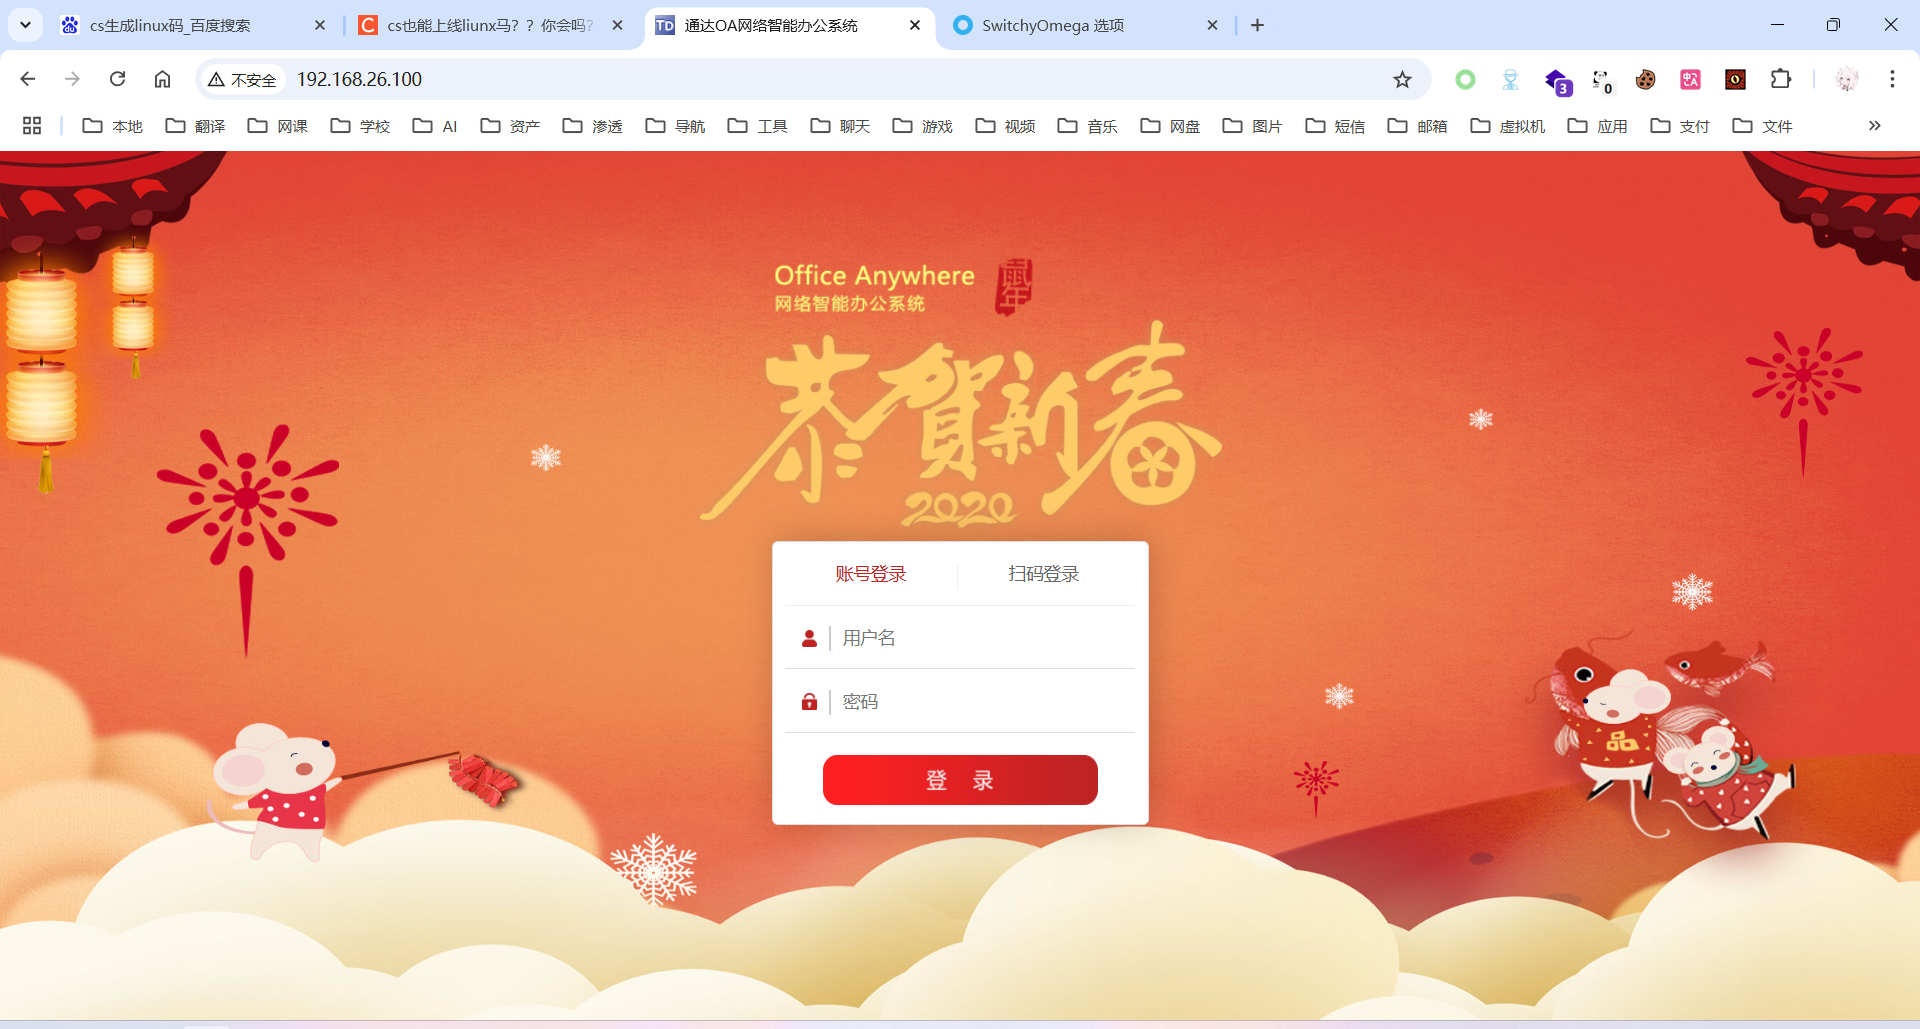 cs生成linux码_百度搜索
cs也能上线liunx马？？你会吗?
TD 通达OA网络智能办公系统
SwitchyOmega 选项
不安全 192.168.26.100
3
0
本地 翻译 网课 学校 AI 资产 渗透 导航 工具 聊天 游戏 视频 音乐 网盘 图片 短信 邮箱 虚拟机 应用 支付 文件
Office Anywhere
网络智能办公系统
鼠年
恭賀新春
2020
账号登录 扫码登录
用户名
密码
登 录
品